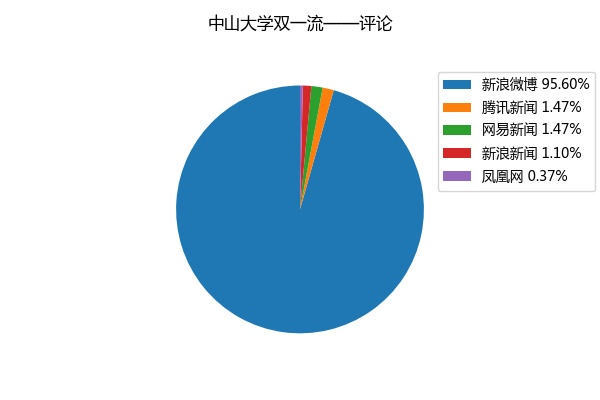 中山大学双一流——评论
新浪微博 95.60%
腾讯新闻 1.47%
网易新闻 1.47%
新浪新闻 1.10%
凤凰网 0.37%